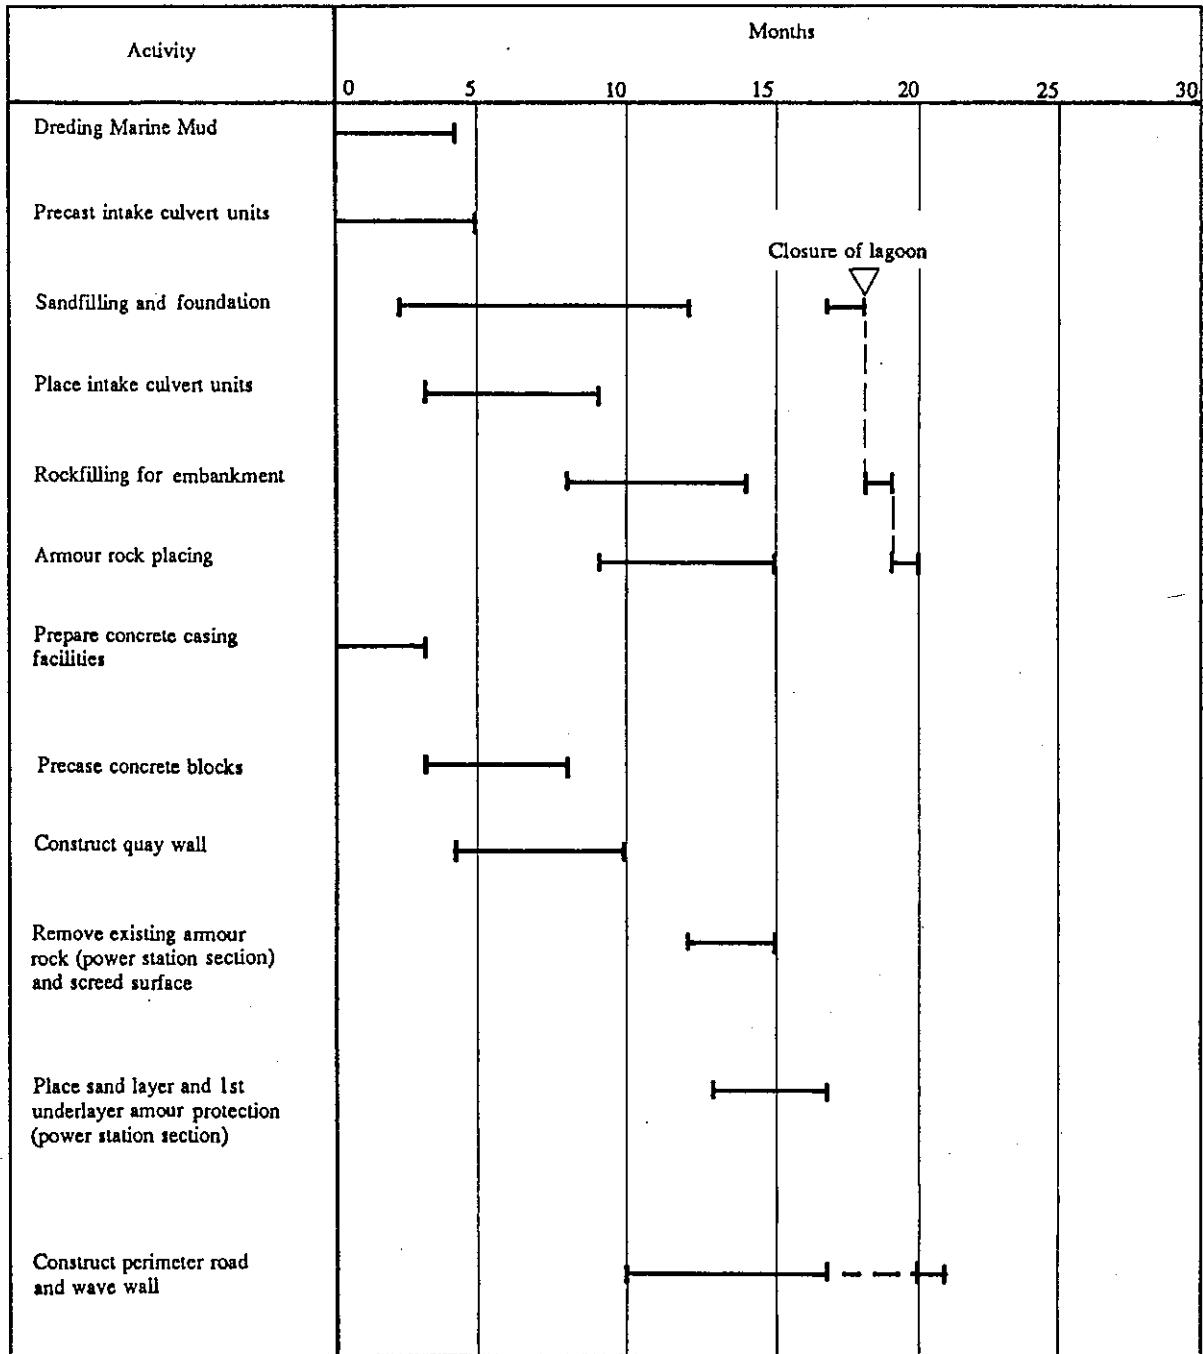 Activity
Months
0 5 10 15 20 25 30
Dreding Marine Mud
Precast intake culvert units
Closure of lagoon
Sandfilling and foundation
Place intake culvert units
Rockfilling for embankment
Armour rock placing
Prepare concrete casing
facilities
Precase concrete blocks
Construct quay wall
Remove existing armour
rock (power station section)
and screed surface
Place sand layer and 1st
underlayer amour protection
(power station section)
Construct perimeter road
and wave wall